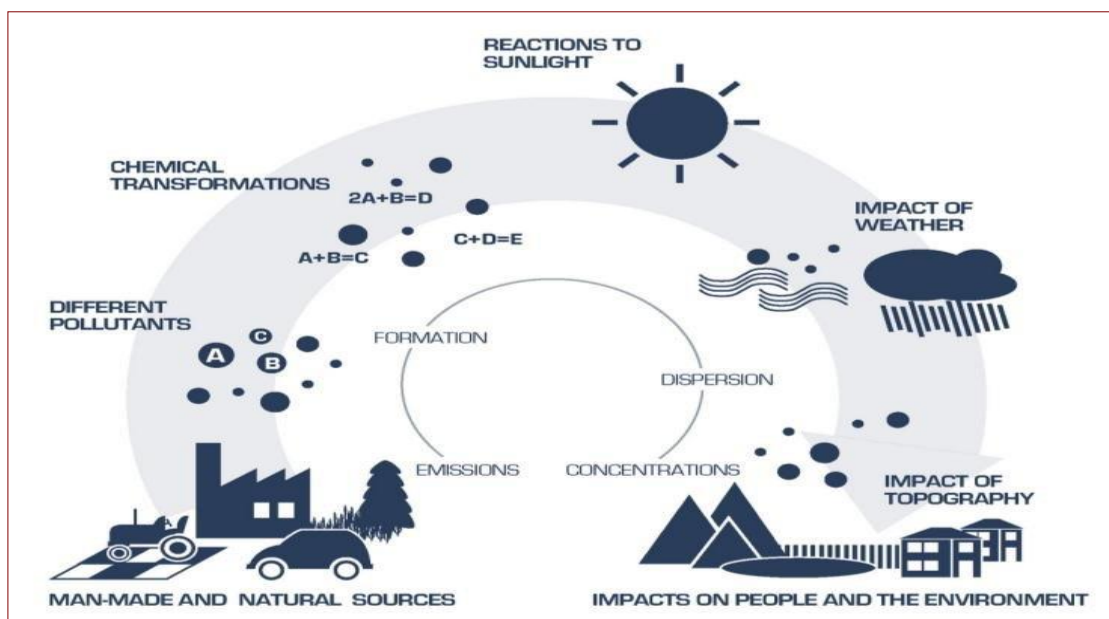 REACTIONS TO
SUNLIGHT
CHEMICAL
TRANSFORMATIONS
2A+B=D
C+D=E
A+B=C
IMPACT OF
WEATHER
DIFFERENT
POLLUTANTS
A
C
B
FORMATION
DISPERSION
EMISSIONS
CONCENTRATIONS
IMPACT OF
TOPOGRAPHY
MAN-MADE AND NATURAL SOURCES
IMPACTS ON PEOPLE AND THE ENVIRONMENT